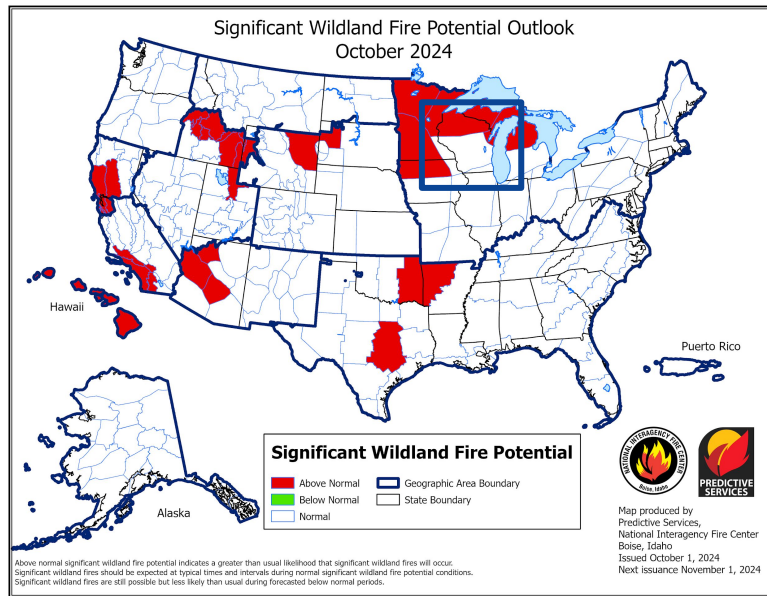 Significant Wildland Fire Potential Outlook
October 2024
Hawaii
Puerto Rico
Alaska
Significant Wildland Fire Potential
Above Normal
Geographic Area Boundary
Below Normal
State Boundary
Normal
NATIONAL INTERAGENCY FIRE CENTER
Boise, Idaho
PREDICTIVE
SERVICES
Map produced by
Predictive Services,
National Interagency Fire Center
Boise, Idaho
Issued October 1, 2024
Next issuance November 1, 2024
Above normal significant wildland fire potential indicates a greater than usual likelihood that significant wildland fires will occur.
Significant wildland fires should be expected at typical times and intervals during normal significant wildland fire potential conditions.
Significant wildland fires are still possible but less likely than usual during forecasted below normal periods.